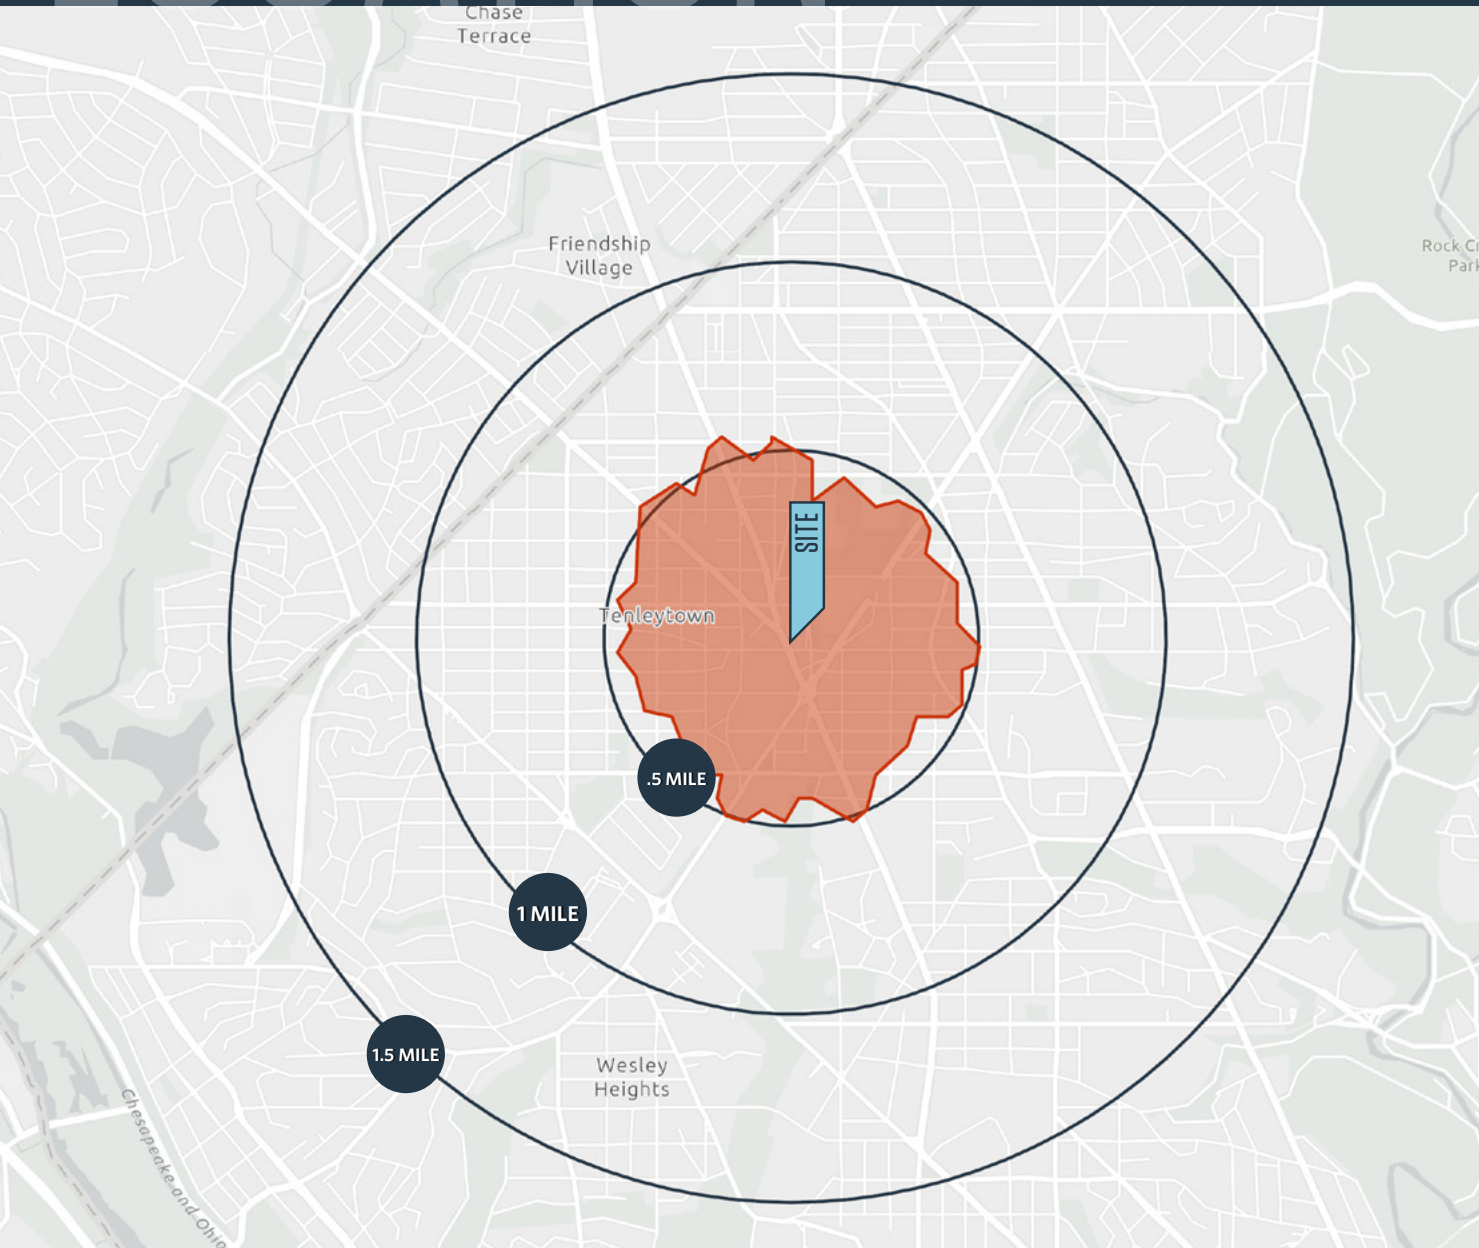 Chase
Terrace
Friendship
Village
Rock Cr
Park
SITE
Tenleytown
.5 MILE
1 MILE
1.5 MILE
Wesley
Heights
Chesapeake and Ohio